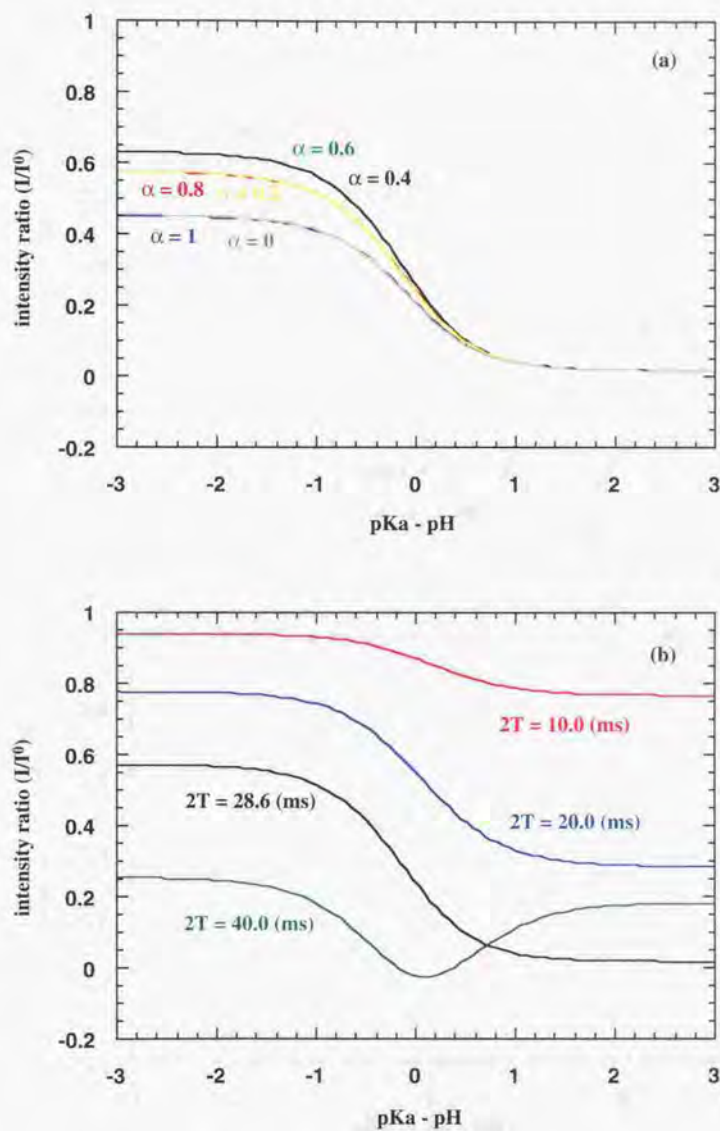 1
(a)
0.8
intensity ratio (I/I⁰)
0.6
α = 0.6
α = 0.4
α = 0.8
0.4
α = 1
α = 0
0.2
0
-0.2
-3 -2 -1 0 1 2 3
pKa - pH
1
(b)
0.8
2T = 10.0 (ms)
intensity ratio (I/I⁰)
0.6
2T = 28.6 (ms)
2T = 20.0 (ms)
0.4
0.2
2T = 40.0 (ms)
0
-0.2
-3 -2 -1 0 1 2 3
pKa - pH